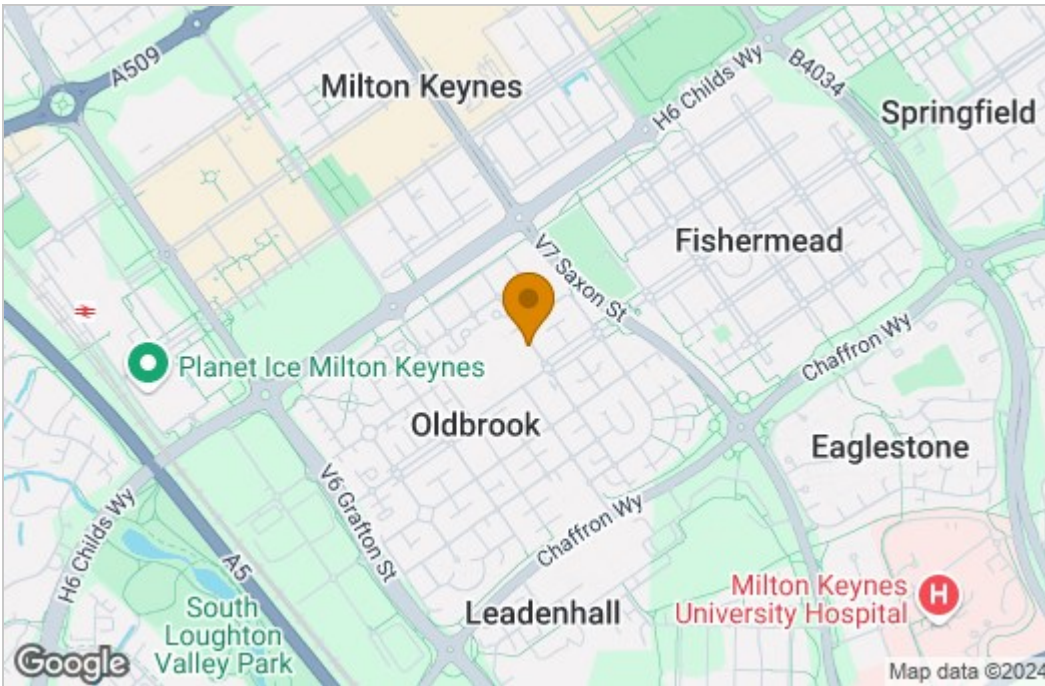 A509
Milton Keynes
H6 Childs Wy
B4034
Springfield
Fishermead
V7 Saxon St
Planet Ice Milton Keynes
Chaffron Wy
Oldbrook
Eaglestone
V6 Grafton St
H6 Childs Wy
A5
Chaffron Wy
South
Loughton
Valley Park
Leadenhall
Milton Keynes
University Hospital
H
Google
Map data ©2024